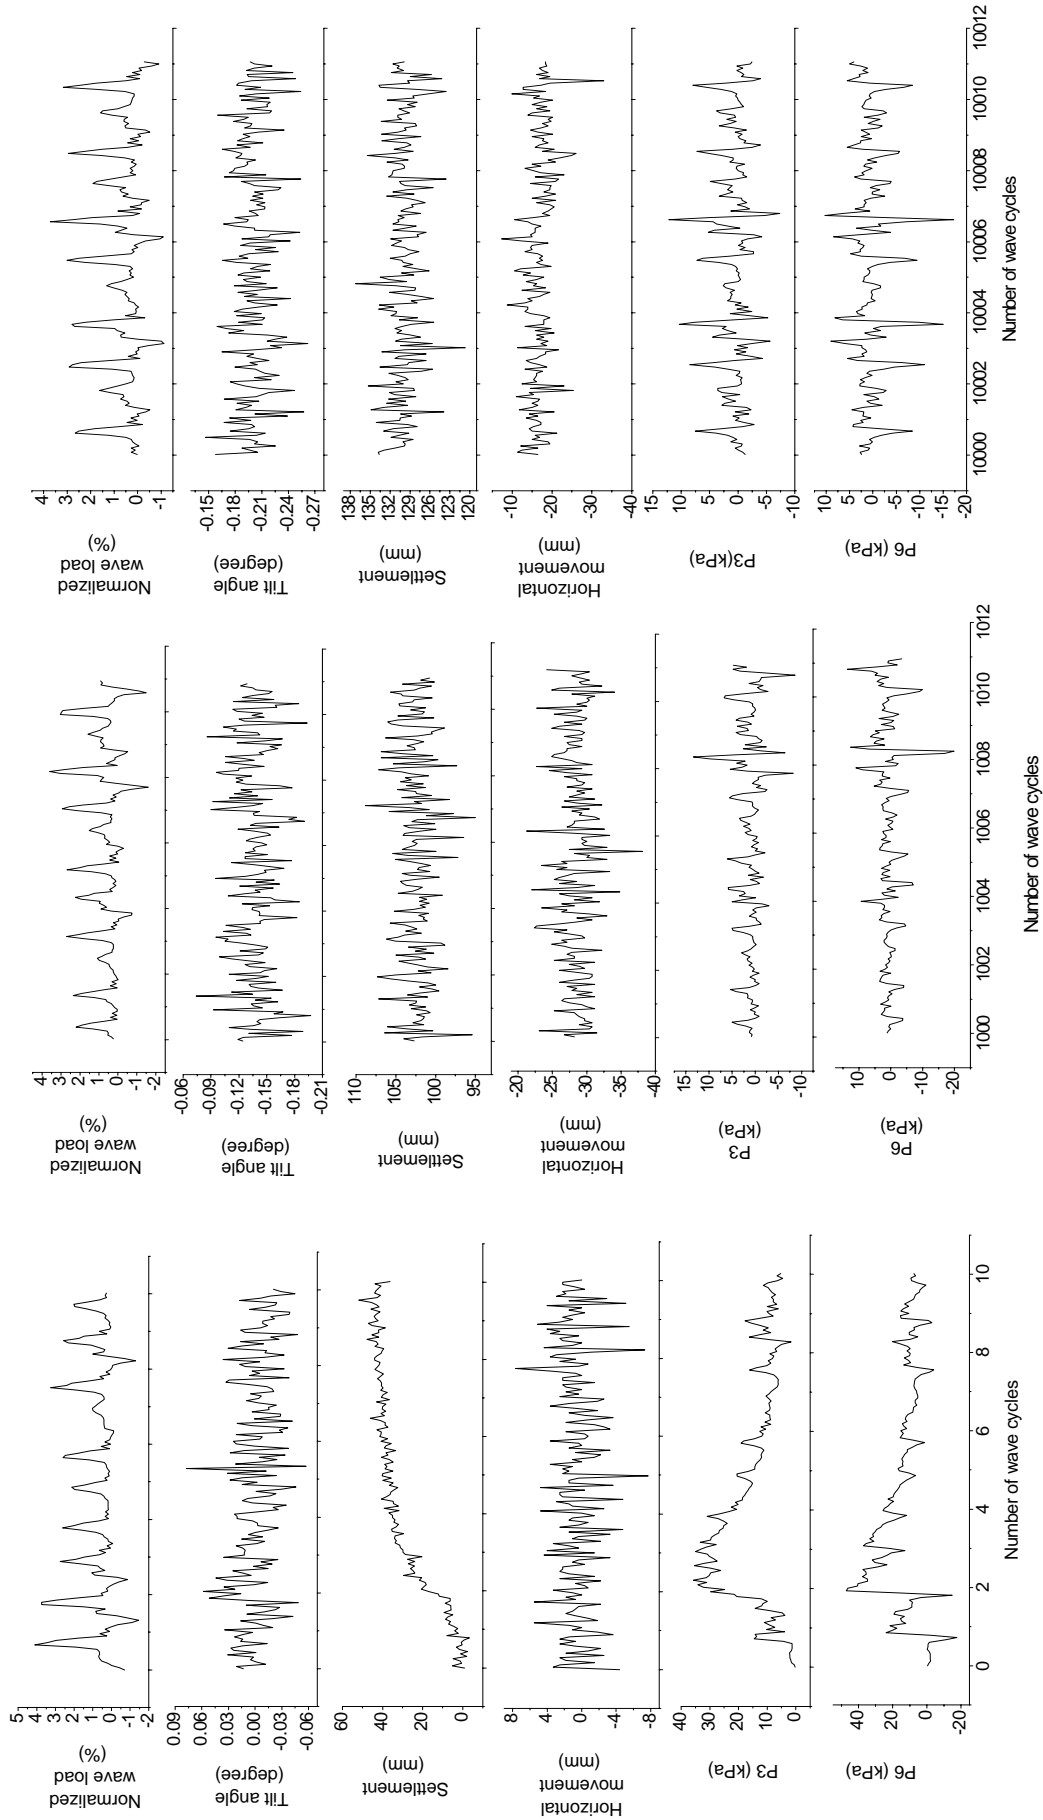 Normalized
wave load
(%)
5 4 3 2 1 0 -1 -2
Tilt angle
(degree)
0.09 0.06 0.03 0.00 -0.03 -0.06
Settlement
(mm)
60 40 20 0
Horizontal
movement
(mm)
8 4 0 -4 -8
P3 (kPa)
40 30 20 10 0
P6 (kPa)
60 40 20 0 -20
0 2 4 6 8 10
Number of wave cycles
Normalized
wave load
(%)
4 3 2 1 0 -1 -2
Tilt angle
(degree)
-0.06 -0.09 -0.12 -0.15 -0.18 -0.21
Settlement
(mm)
110 105 100 95
Horizontal
movement
(mm)
-20 -25 -30 -35 -40
P3
(kPa)
15 10 5 0 -5 -10
P6
(kPa)
10 0 -10 -20
1000 1002 1004 1006 1008 1010 1012
Number of wave cycles
Normalized
wave load
(%)
4 3 2 1 0 -1
Tilt angle
(degree)
-0.15 -0.18 -0.21 -0.24 -0.27
Settlement
(mm)
138 135 132 129 126 123 120
Horizontal
movement
(mm)
-10 -20 -30 -40
P3(kPa)
15 10 5 0 -5 -10
P6 (kPa)
10 5 0 -5 -10 -15 -20
10000 10002 10004 10006 10008 10010 10012
Number of wave cycles